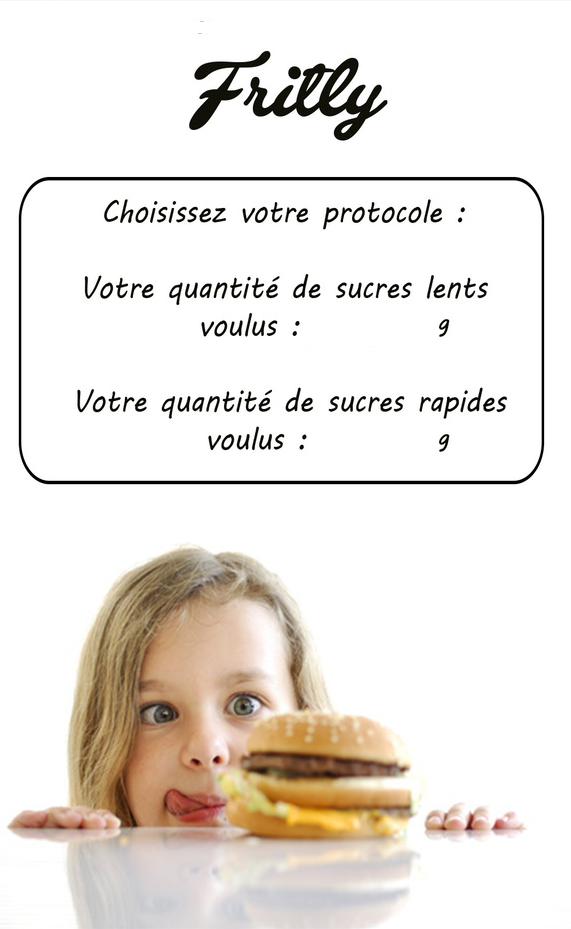 Fritly
Choisissez votre protocole :
Votre quantité de sucres lents
voulus : g
Votre quantité de sucres rapides
voulus : g